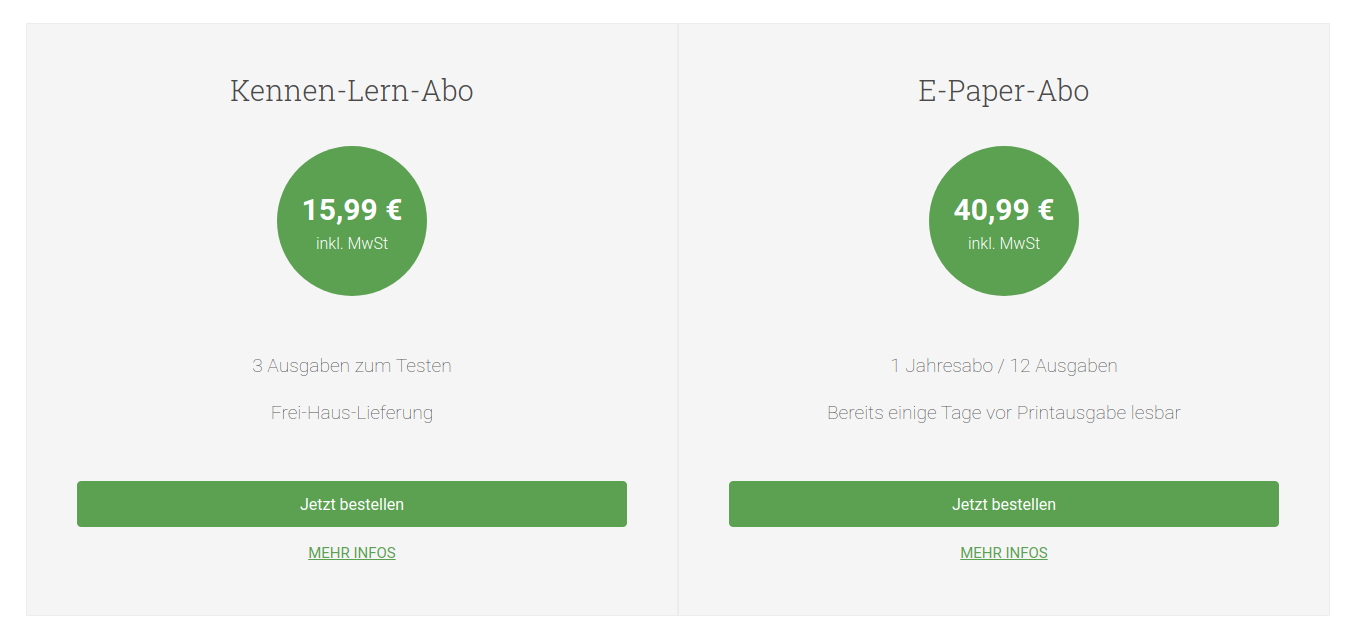 Kennen-Lern-Abo
15,99 €
inkl. MwSt
3 Ausgaben zum Testen
Frei-Haus-Lieferung
Jetzt bestellen
MEHR INFOS
E-Paper-Abo
40,99 €
inkl. MwSt
1 Jahresabo / 12 Ausgaben
Bereits einige Tage vor Printausgabe lesbar
Jetzt bestellen
MEHR INFOS